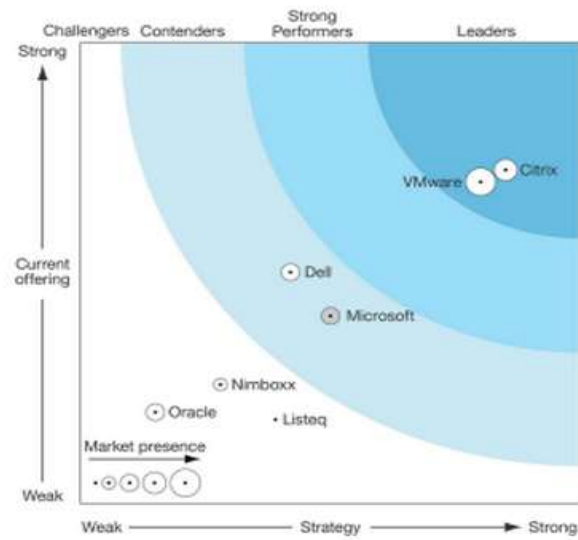 Challengers Contenders Strong Performers Leaders
Strong
Citrix
VMware
Current offering
Dell
Microsoft
Nimboxx
Oracle
Listeq
Market presence
Weak
Weak Strategy Strong